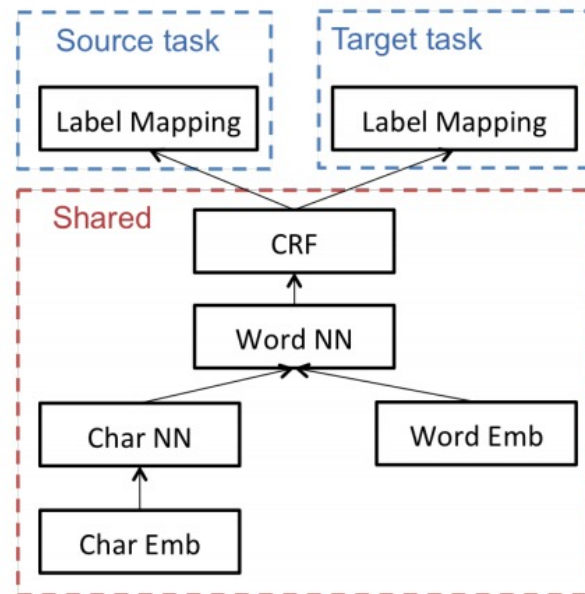 Source task
Target task
Label Mapping
Label Mapping
Shared
CRF
Word NN
Char NN
Word Emb
Char Emb